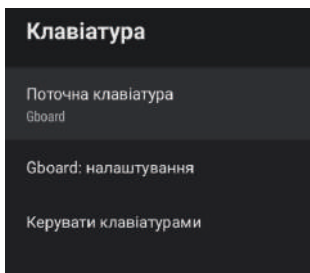 Клавіатура
Поточна клавіатура
Gboard
Gboard: налаштування
Керувати клавіатурами